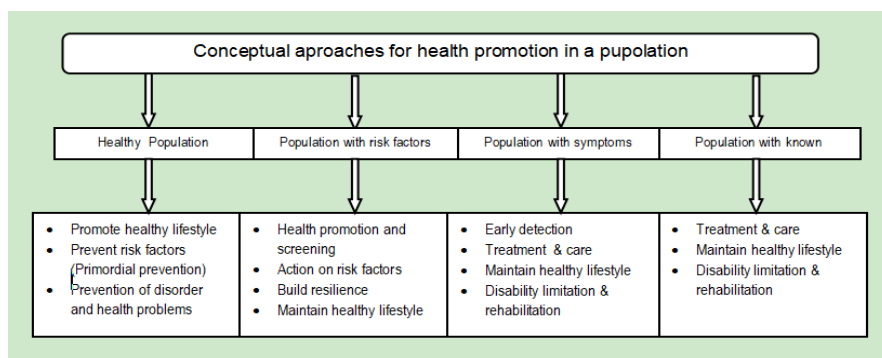 Conceptual aproaches for health promotion in a pupolation
Healthy Population
Population with risk factors
Population with symptoms
Population with known
• Promote healthy lifestyle
• Prevent risk factors
(Primordial prevention)
• Prevention of disorder
and health problems
• Health promotion and
screening
• Action on risk factors
• Build resilience
• Maintain healthy lifestyle
• Early detection
• Treatment & care
• Maintain healthy lifestyle
• Disability limitation &
rehabilitation
• Treatment & care
• Maintain healthy lifestyle
• Disability limitation &
rehabilitation